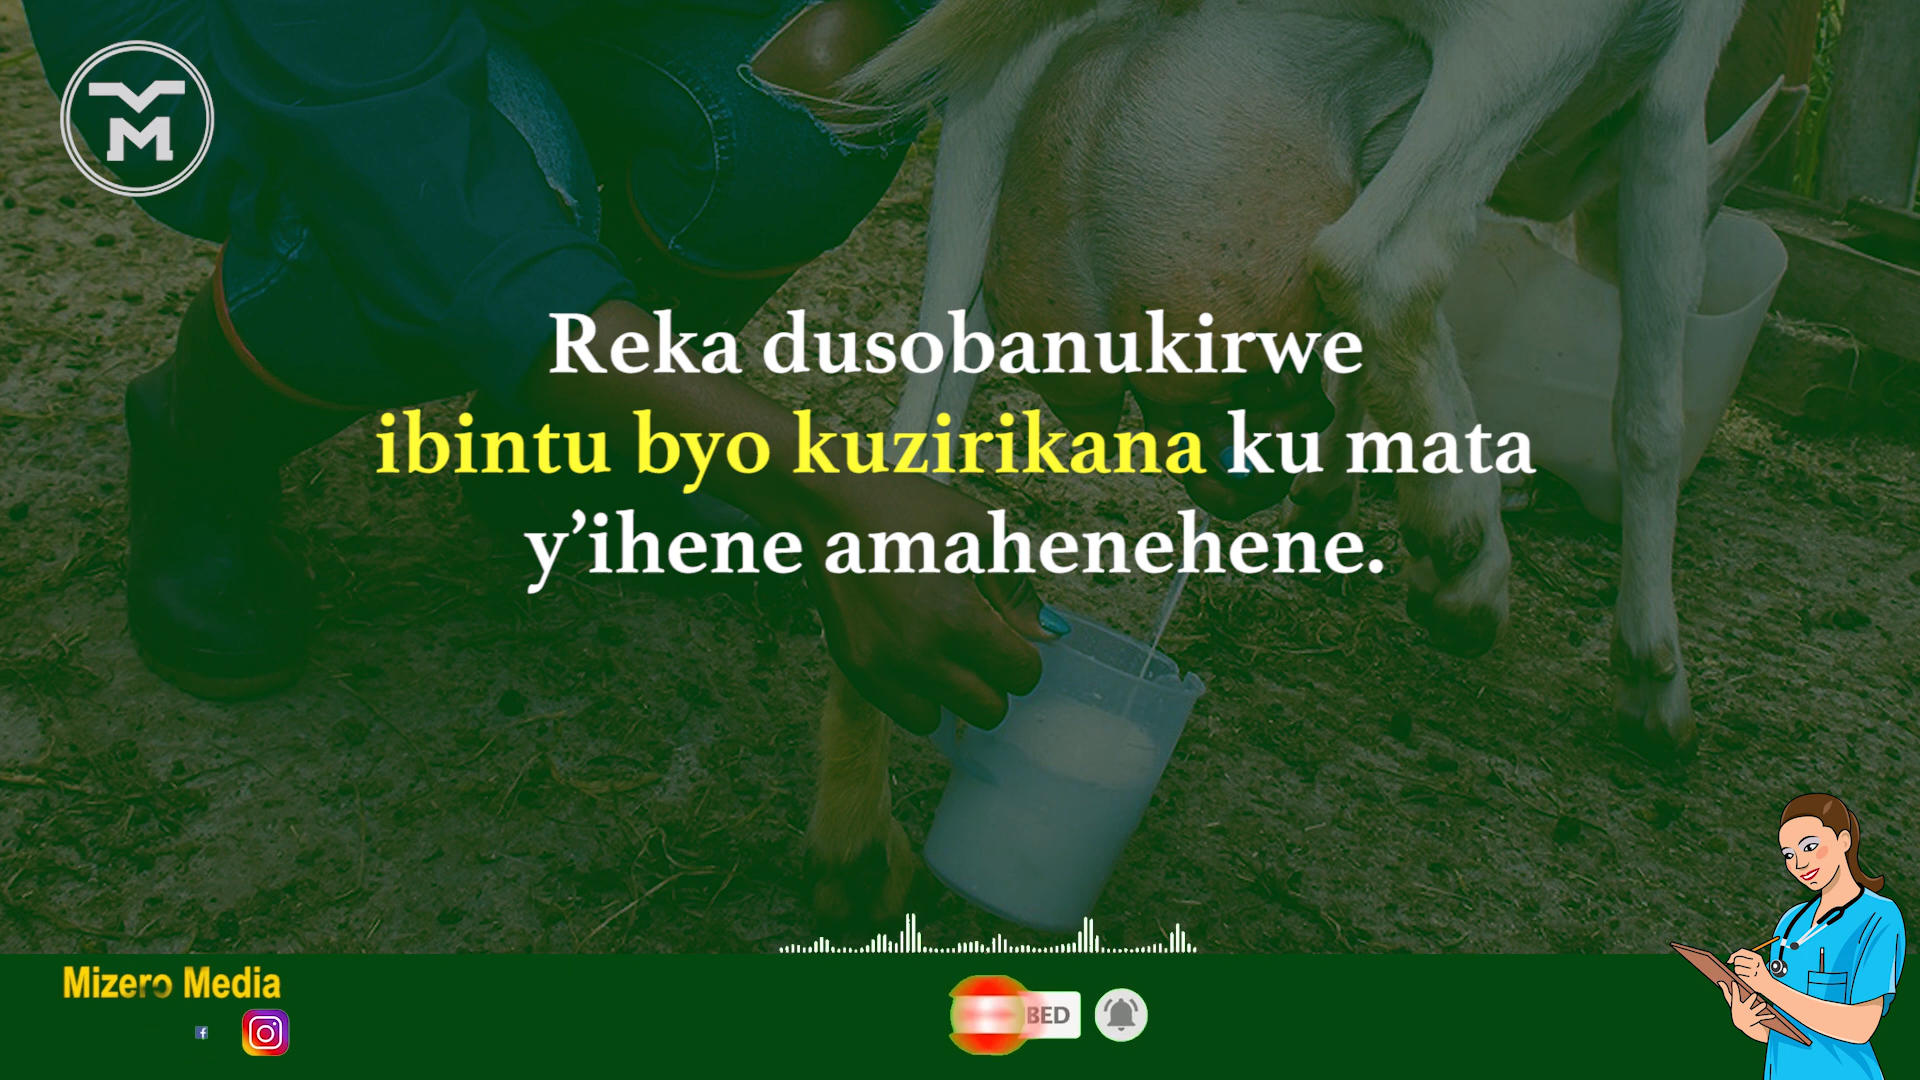 Reka dusobanukirwe
ibintu byo kuzirikana ku mata
y’ihene amahenehene.
Mizero Media
BED